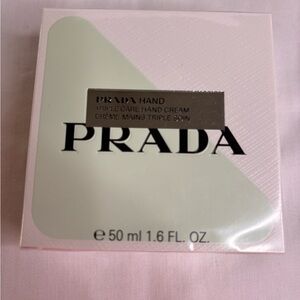 PRADA HAND
TRIPLE CARE HAND CREAM
CRÈME MAINS TRIPLE SOIN
PRADA
℮ 50 ml 1.6 FL. OZ.